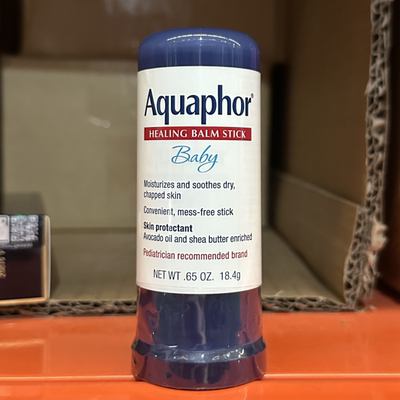 Aquaphor®
HEALING BALM STICK
Baby
Moisturizes and soothes dry,
chapped skin
Convenient, mess-free stick
Skin protectant
Avocado oil and shea butter enriched
Pediatrician recommended brand
NET WT .65 OZ. 18.4g